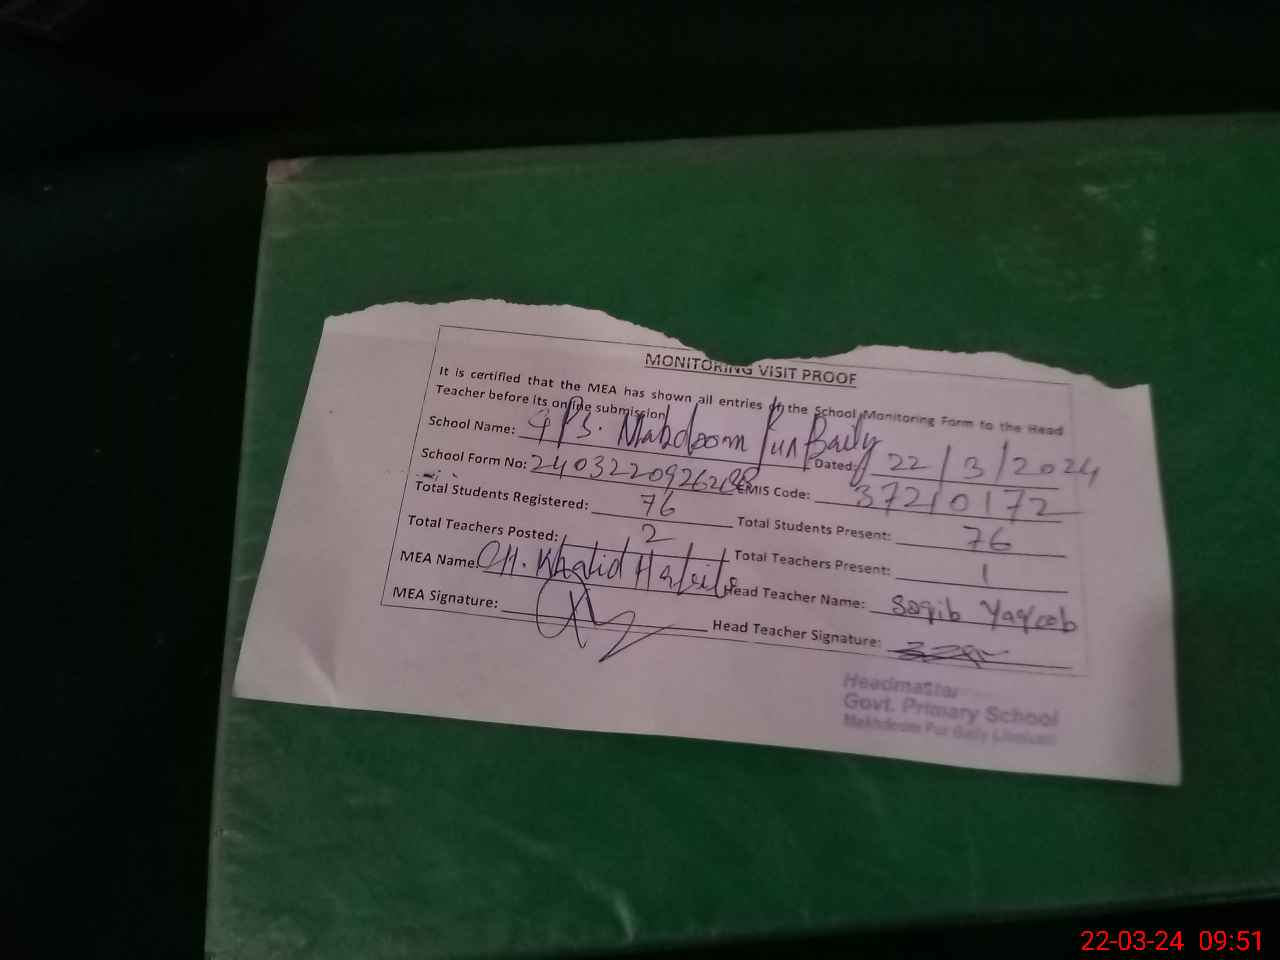 MONITORING VISIT PROOF
It is certified that the MEA has shown all entries of the School Monitoring Form to the Head
Teacher before its online submission
School Name: GPS. Makdoom Pur Baily Dated: 22/3/2024
School Form No: EMIS Code: 37210172
Total Students Registered: 76 Total Students Present: 76
Total Teachers Posted: 2 Total Teachers Present: 1
MEA Name: CH. Khalid Head Teacher Name: Saqib Yaqoob
MEA Signature: Head Teacher Signature:
Headmaster
Govt. Primary School
Makhdoom Pur Baily
22-03-24 09:51